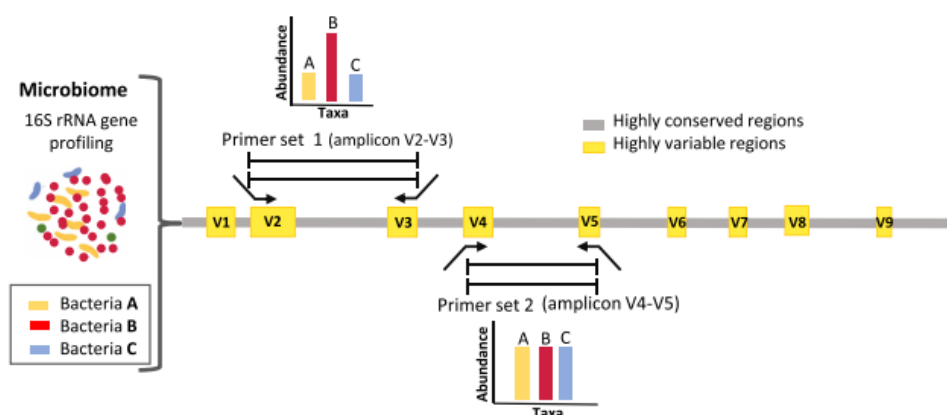 Microbiome
16S rRNA gene
profiling
Bacteria A
Bacteria B
Bacteria C
Abundance
A
B
C
Taxa
Primer set 1 (amplicon V2-V3)
Highly conserved regions
Highly variable regions
V1
V2
V3
V4
V5
V6
V7
V8
V9
Primer set 2 (amplicon V4-V5)
Abundance
A
B
C
Taxa